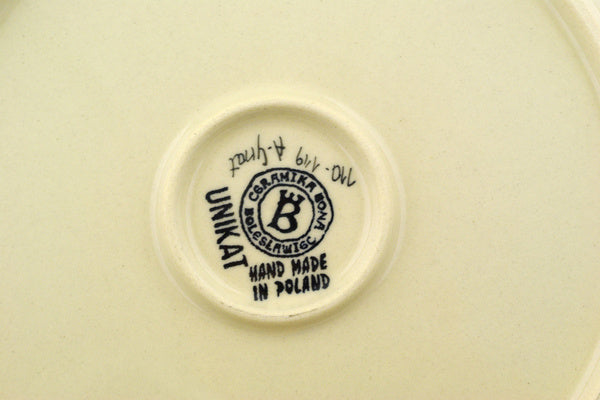 CERAMIKA BONA
BOLESŁAWIEC
B
UNIKAT
HAND MADE
IN POLAND